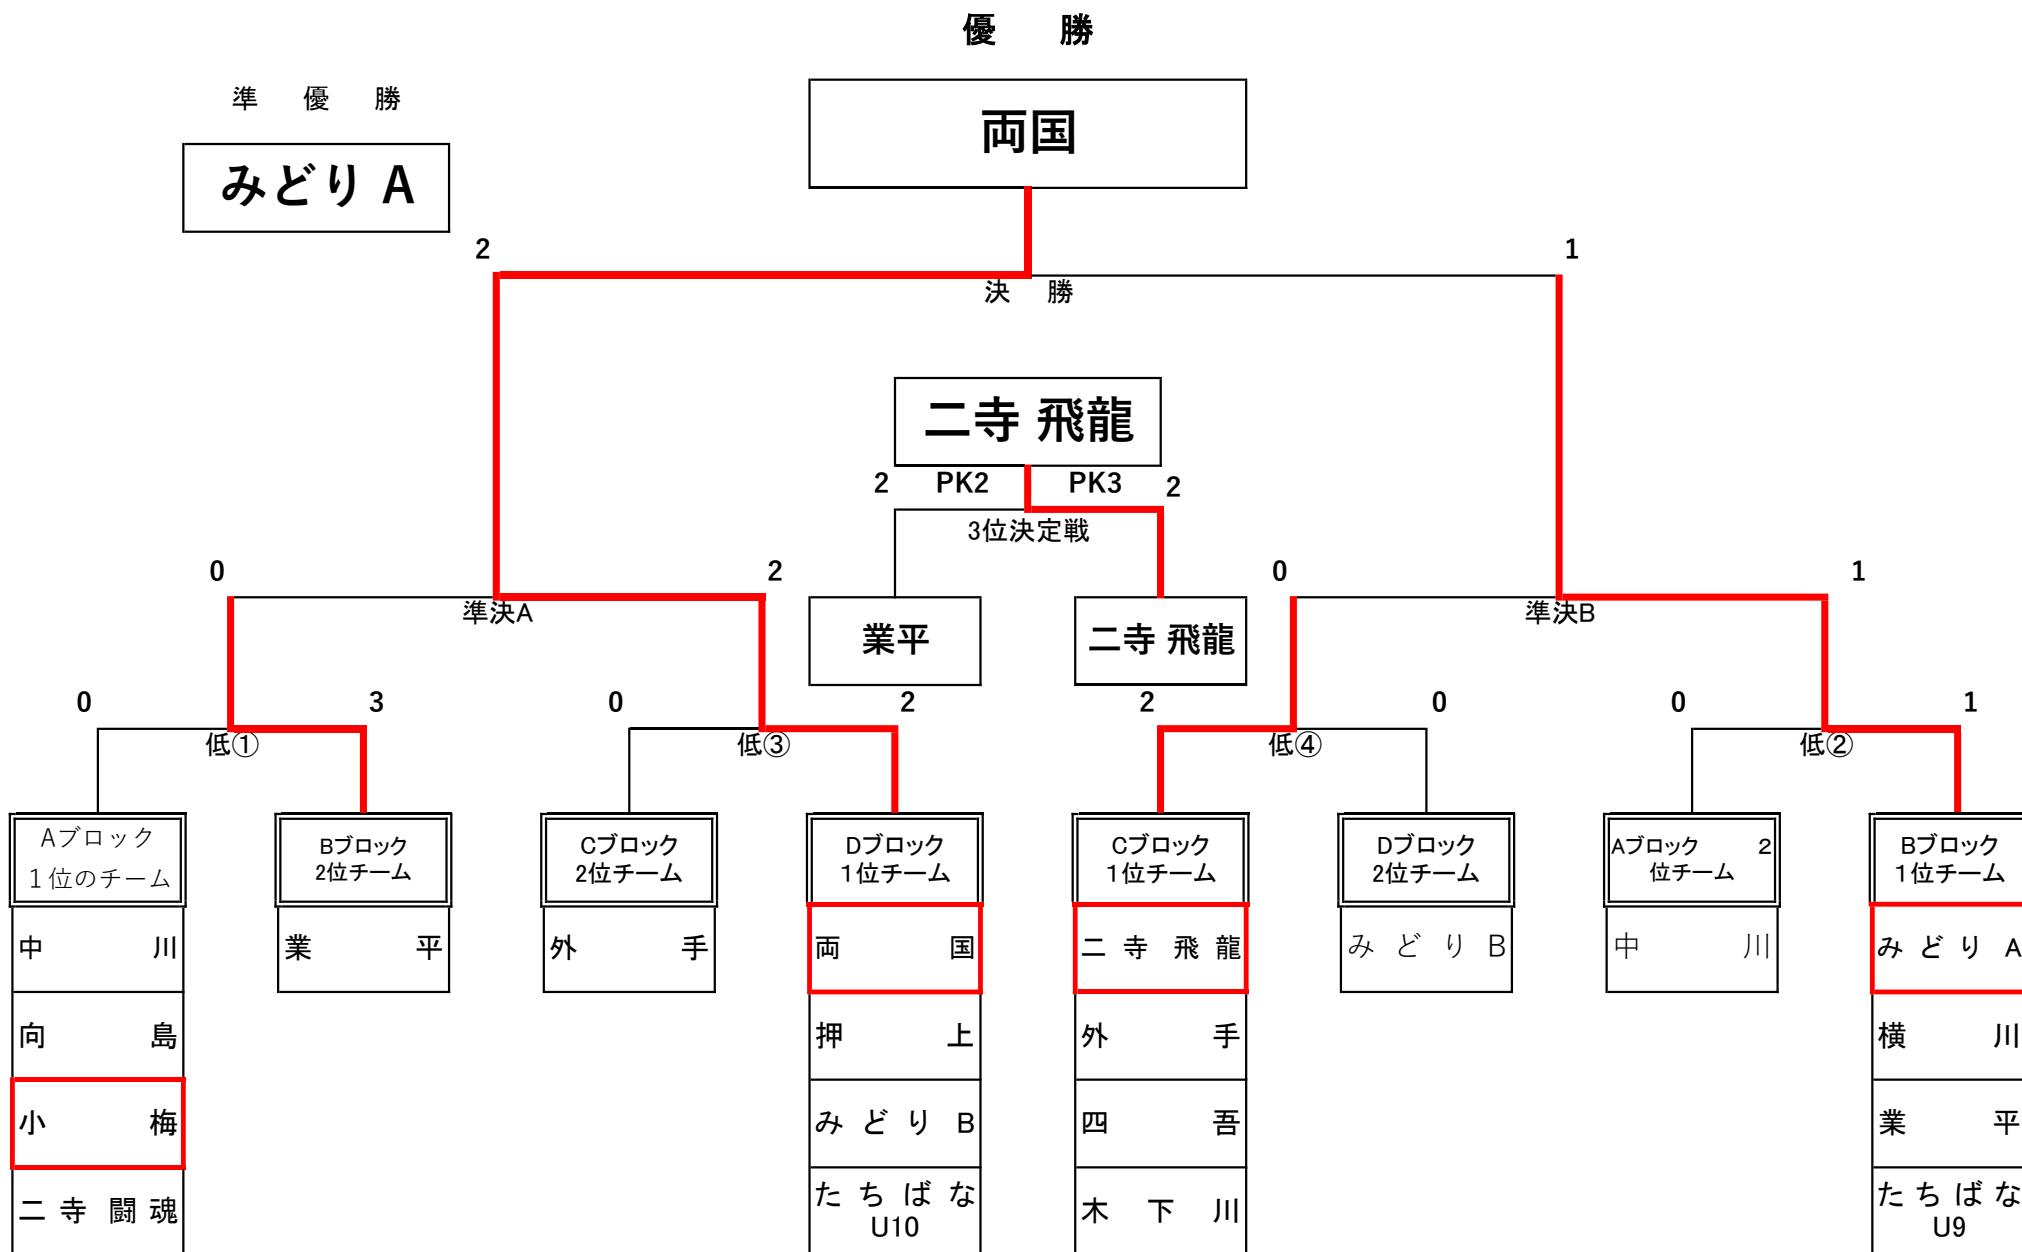 優 勝
準 優 勝
両国
みどり A
2
1
決 勝
二寺 飛龍
2 PK2 PK3 2
3位決定戦
0
2
0
1
準決A
準決B
業平
二寺 飛龍
0
3
0
2
2
0
0
1
低①
低③
低④
低②
Aブロック
１位のチーム
Bブロック
2位チーム
Cブロック
2位チーム
Dブロック
1位チーム
Cブロック
1位チーム
Dブロック
2位チーム
Aブロック 2
位チーム
Bブロック
1位チーム
中川
業平
外手
両国
二寺飛龍
みどりB
中川
みどりA
向島
押上
外手
横川
小梅
みどりB
四吾
業平
二寺闘魂
たちばな
U10
木下川
たちばな
U9